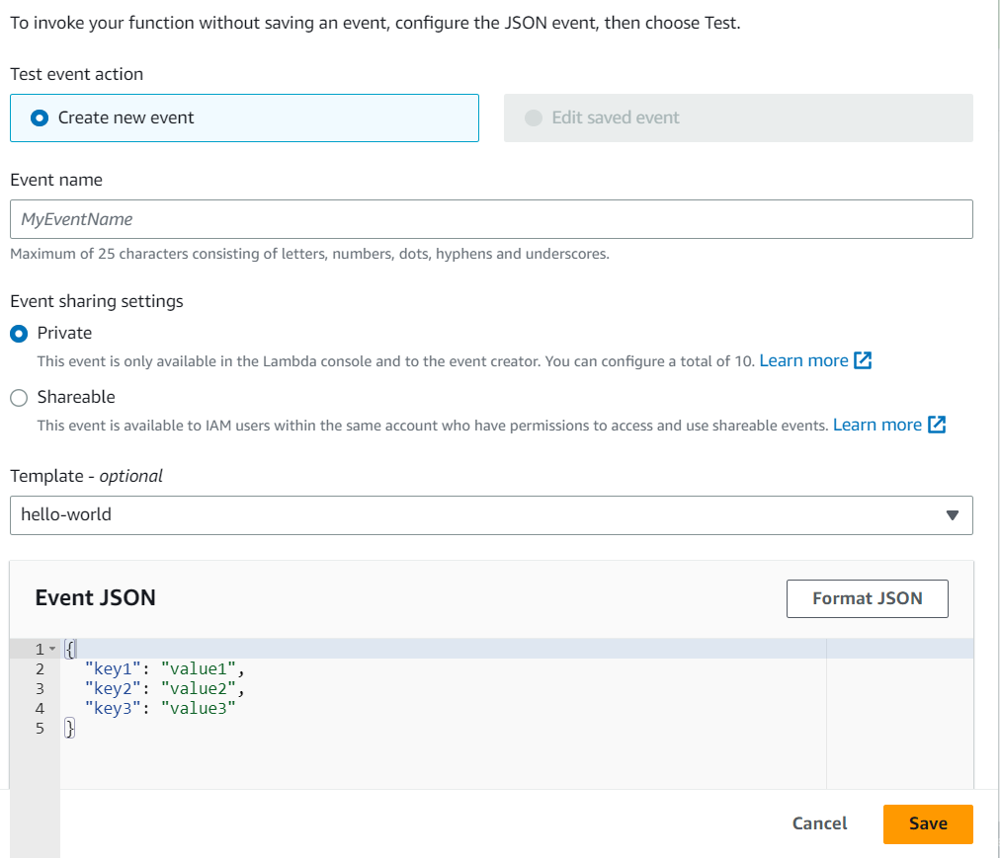 To invoke your function without saving an event, configure the JSON event, then choose Test.
Test event action
Create new event
Edit saved event
Event name
MyEventName
Maximum of 25 characters consisting of letters, numbers, dots, hyphens and underscores.
Event sharing settings
Private
This event is only available in the Lambda console and to the event creator. You can configure a total of 10. Learn more
Shareable
This event is available to IAM users within the same account who have permissions to access and use shareable events. Learn more
Template - optional
hello-world
Event JSON
Format JSON
1 {
2 "key1": "value1",
3 "key2": "value2",
4 "key3": "value3"
5 }
Cancel
Save